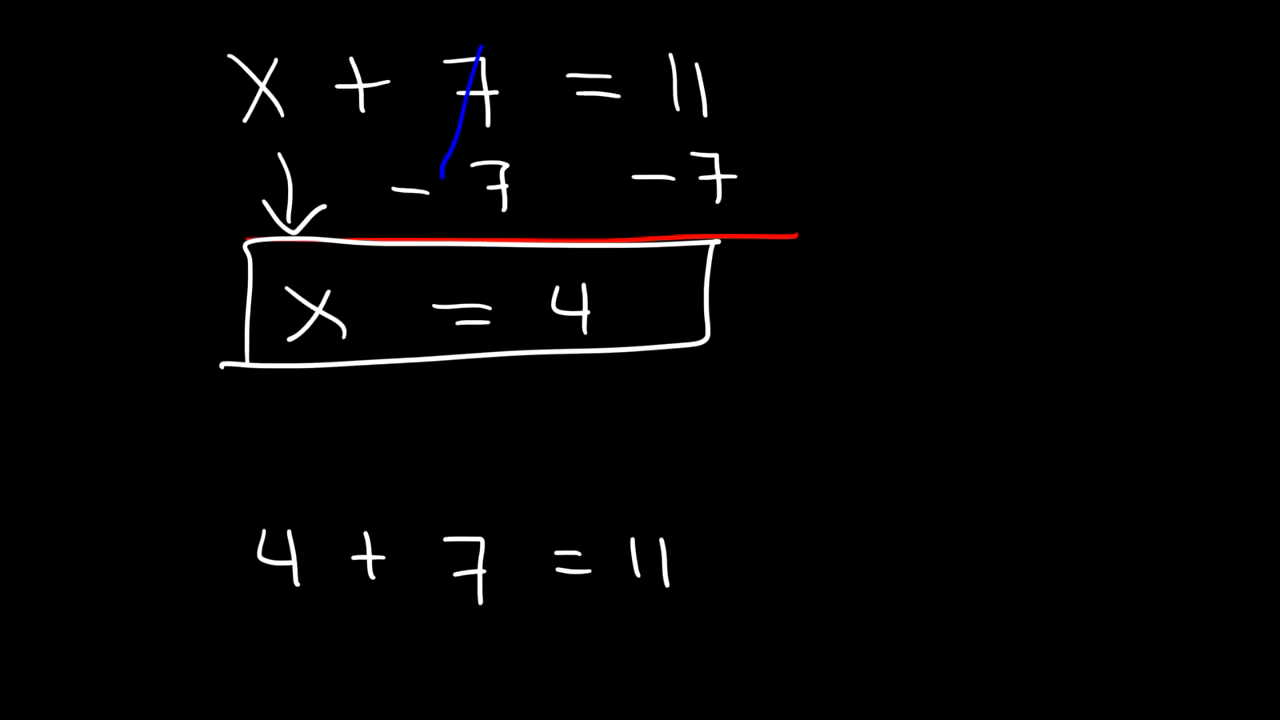 x + 7 = 11
- 7 - 7
x = 4
4 + 7 = 11